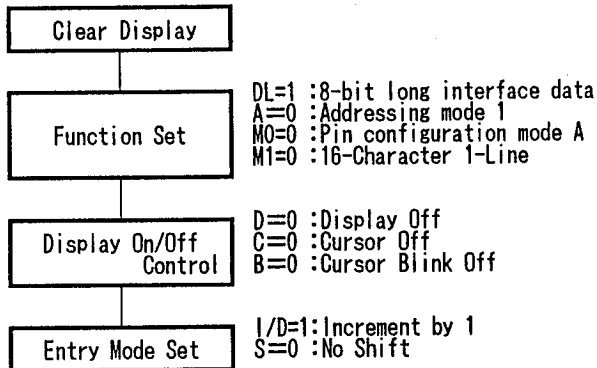 Clear Display
Function Set
DL=1 :8-bit long interface data
A=0 :Addressing mode 1
M0=0 :Pin configuration mode A
M1=0 :16-Character 1-Line
Display On/Off
Control
D=0 :Display Off
C=0 :Cursor Off
B=0 :Cursor Blink Off
Entry Mode Set
I/D=1:Increment by 1
S=0 :No Shift